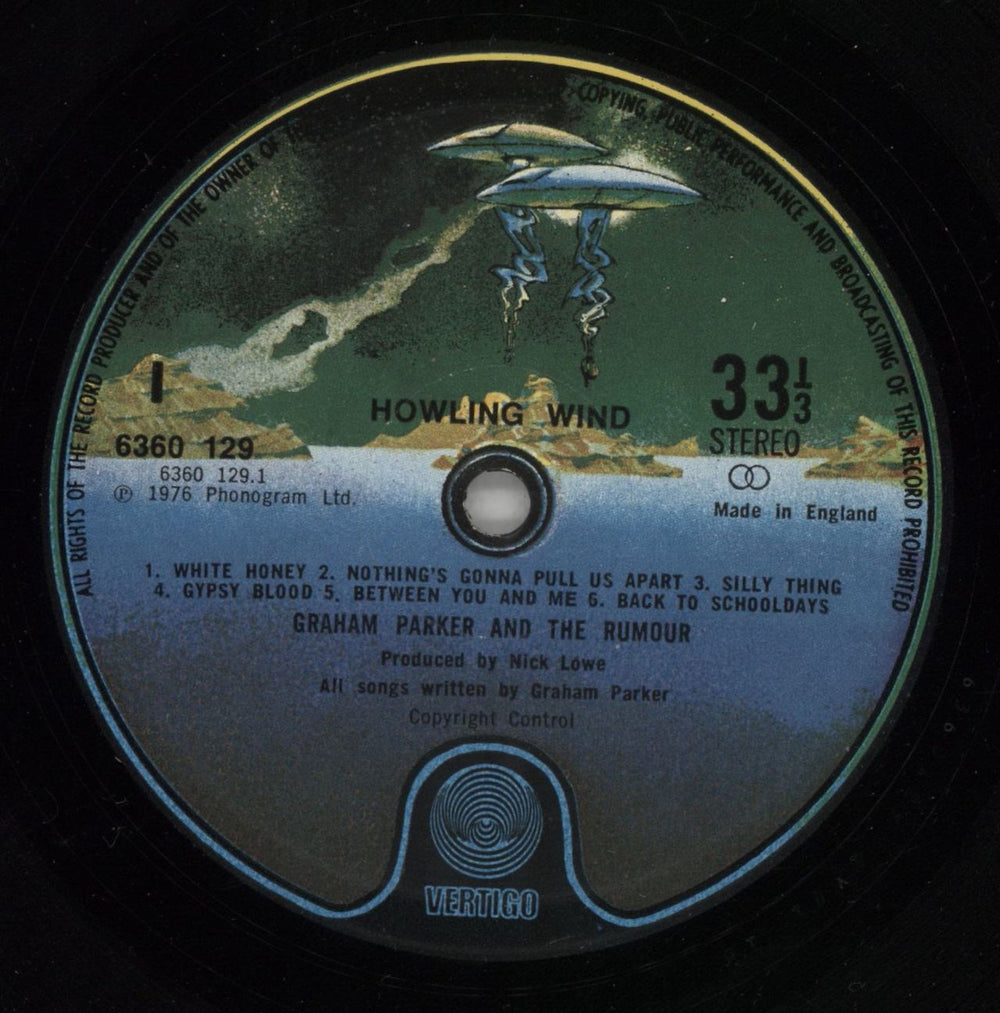 ALL RIGHTS OF THE RECORD PRODUCER AND OF THE OWNER OF THE
COPYING, PUBLIC PERFORMANCE AND BROADCASTING OF THIS RECORD PROHIBITED
I
HOWLING WIND
33⅓
6360 129
STEREO
6360 129.1
℗ 1976 Phonogram Ltd.
Made in England
1. WHITE HONEY 2. NOTHING'S GONNA PULL US APART 3. SILLY THING
4. GYPSY BLOOD 5. BETWEEN YOU AND ME 6. BACK TO SCHOOLDAYS
GRAHAM PARKER AND THE RUMOUR
Produced by Nick Lowe
All songs written by Graham Parker
Copyright Control
VERTIGO